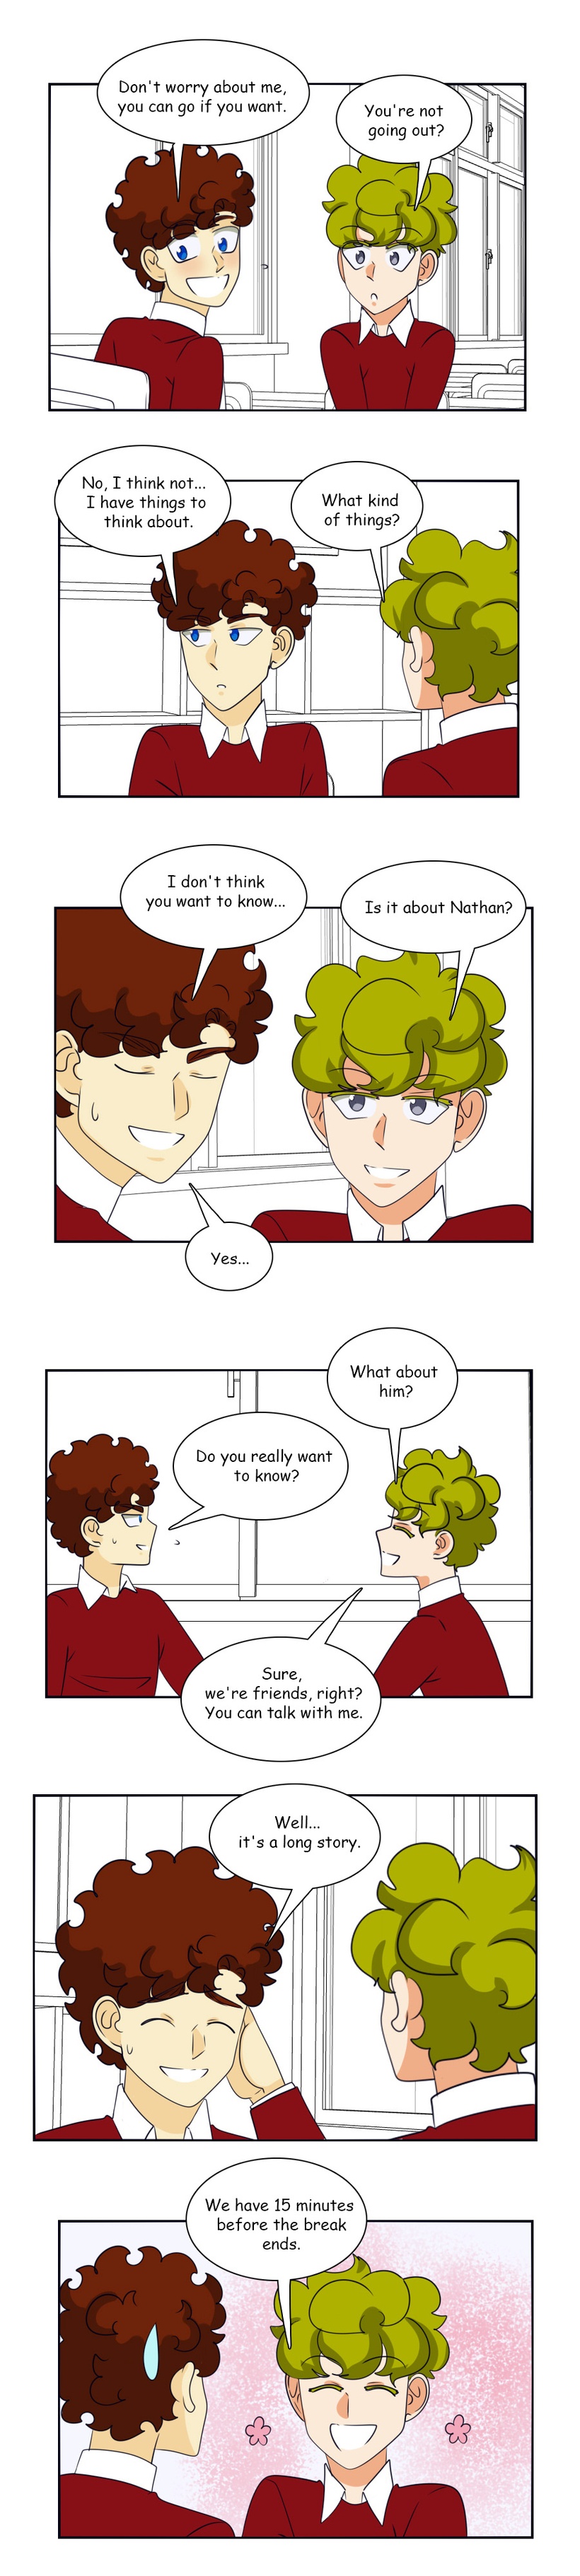 Don't worry about me,
you can go if you want.
You're not
going out?
No, I think not...
I have things to
think about.
What kind
of things?
I don't think
you want to know...
Is it about Nathan?
Yes...
What about
him?
Do you really want
to know?
Sure,
we're friends, right?
You can talk with me.
Well...
it's a long story.
We have 15 minutes
before the break
ends.